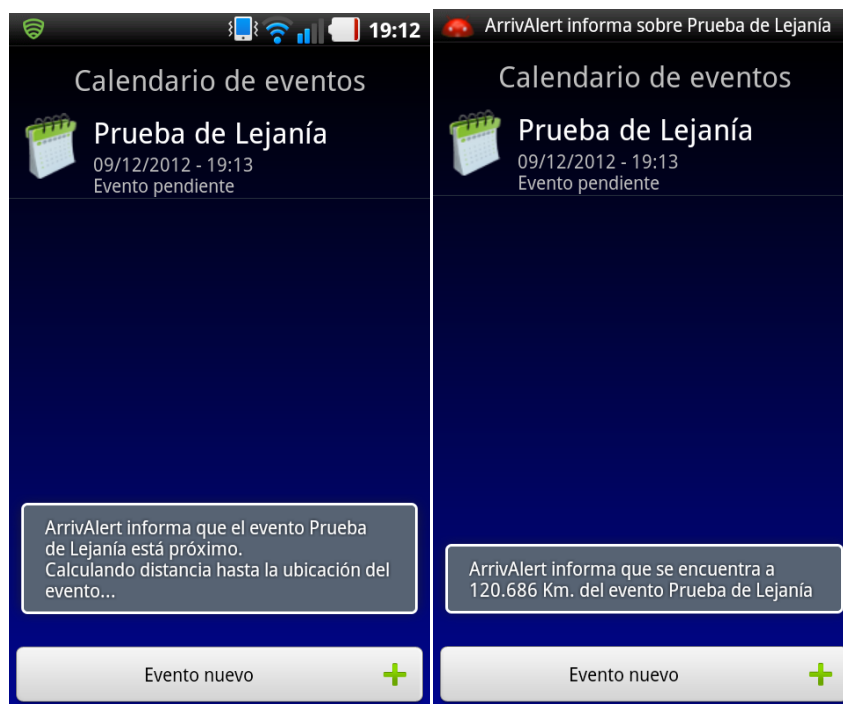 19:12
Calendario de eventos
Prueba de Lejanía
09/12/2012 - 19:13
Evento pendiente
ArrivAlert informa que el evento Prueba
de Lejanía está próximo.
Calculando distancia hasta la ubicación del
evento...
Evento nuevo
ArrivAlert informa sobre Prueba de Lejanía
Calendario de eventos
Prueba de Lejanía
09/12/2012 - 19:13
Evento pendiente
ArrivAlert informa que se encuentra a
120.686 Km. del evento Prueba de Lejanía
Evento nuevo